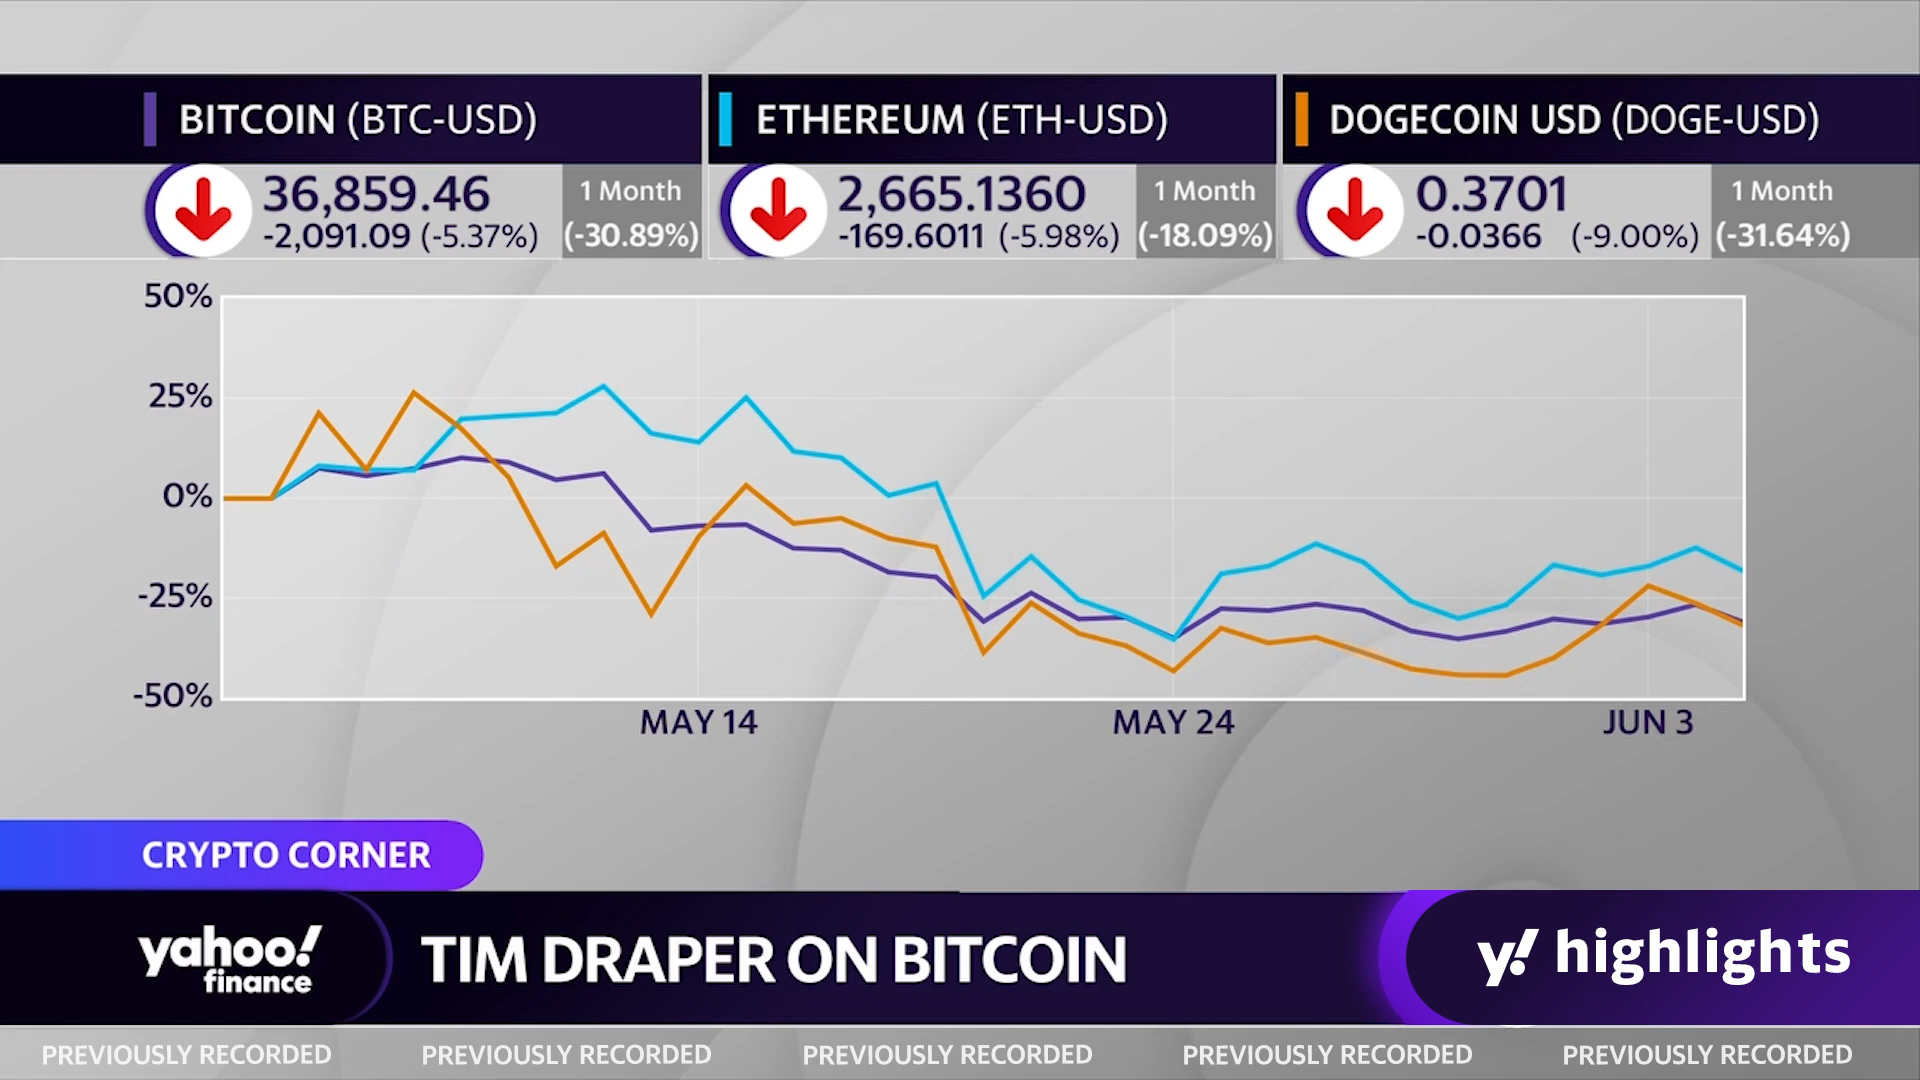 BITCOIN (BTC-USD)
36,859.46
-2,091.09 (-5.37%)
1 Month
(-30.89%)
ETHEREUM (ETH-USD)
2,665.1360
-169.6011 (-5.98%)
1 Month
(-18.09%)
DOGECOIN USD (DOGE-USD)
0.3701
-0.0366 (-9.00%)
1 Month
(-31.64%)
50%
25%
0%
-25%
-50%
MAY 14
MAY 24
JUN 3
CRYPTO CORNER
yahoo!
finance
TIM DRAPER ON BITCOIN
y! highlights
PREVIOUSLY RECORDED PREVIOUSLY RECORDED PREVIOUSLY RECORDED PREVIOUSLY RECORDED PREVIOUSLY RECORDED